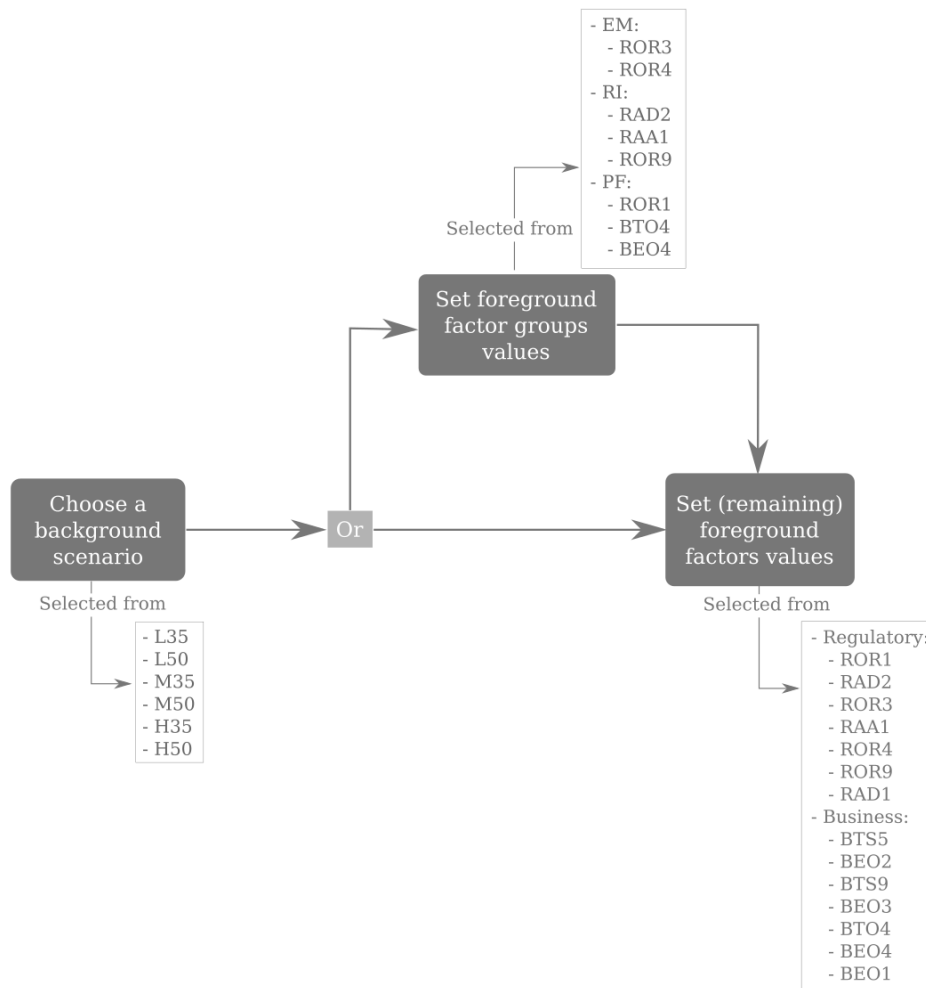 - EM:
- ROR3
- ROR4
- RI:
- RAD2
- RAA1
- ROR9
- PF:
- ROR1
- BTO4
- BEO4
Selected from
Set foreground
factor groups
values
Choose a
background
scenario
Or
Set (remaining)
foreground
factors values
Selected from
- L35
- L50
- M35
- M50
- H35
- H50
Selected from
- Regulatory:
- ROR1
- RAD2
- ROR3
- RAA1
- ROR4
- ROR9
- RAD1
- Business:
- BTS5
- BEO2
- BTS9
- BEO3
- BTO4
- BEO4
- BEO1